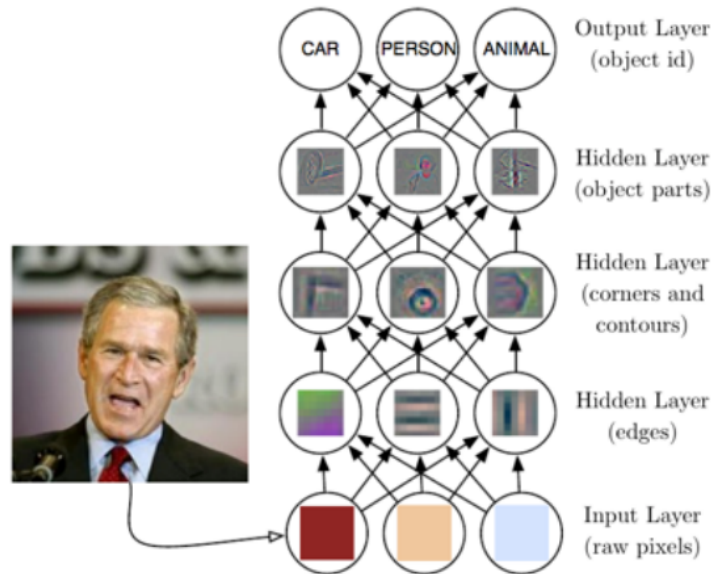 CAR PERSON ANIMAL
Output Layer
(object id)
Hidden Layer
(object parts)
Hidden Layer
(corners and
contours)
Hidden Layer
(edges)
Input Layer
(raw pixels)